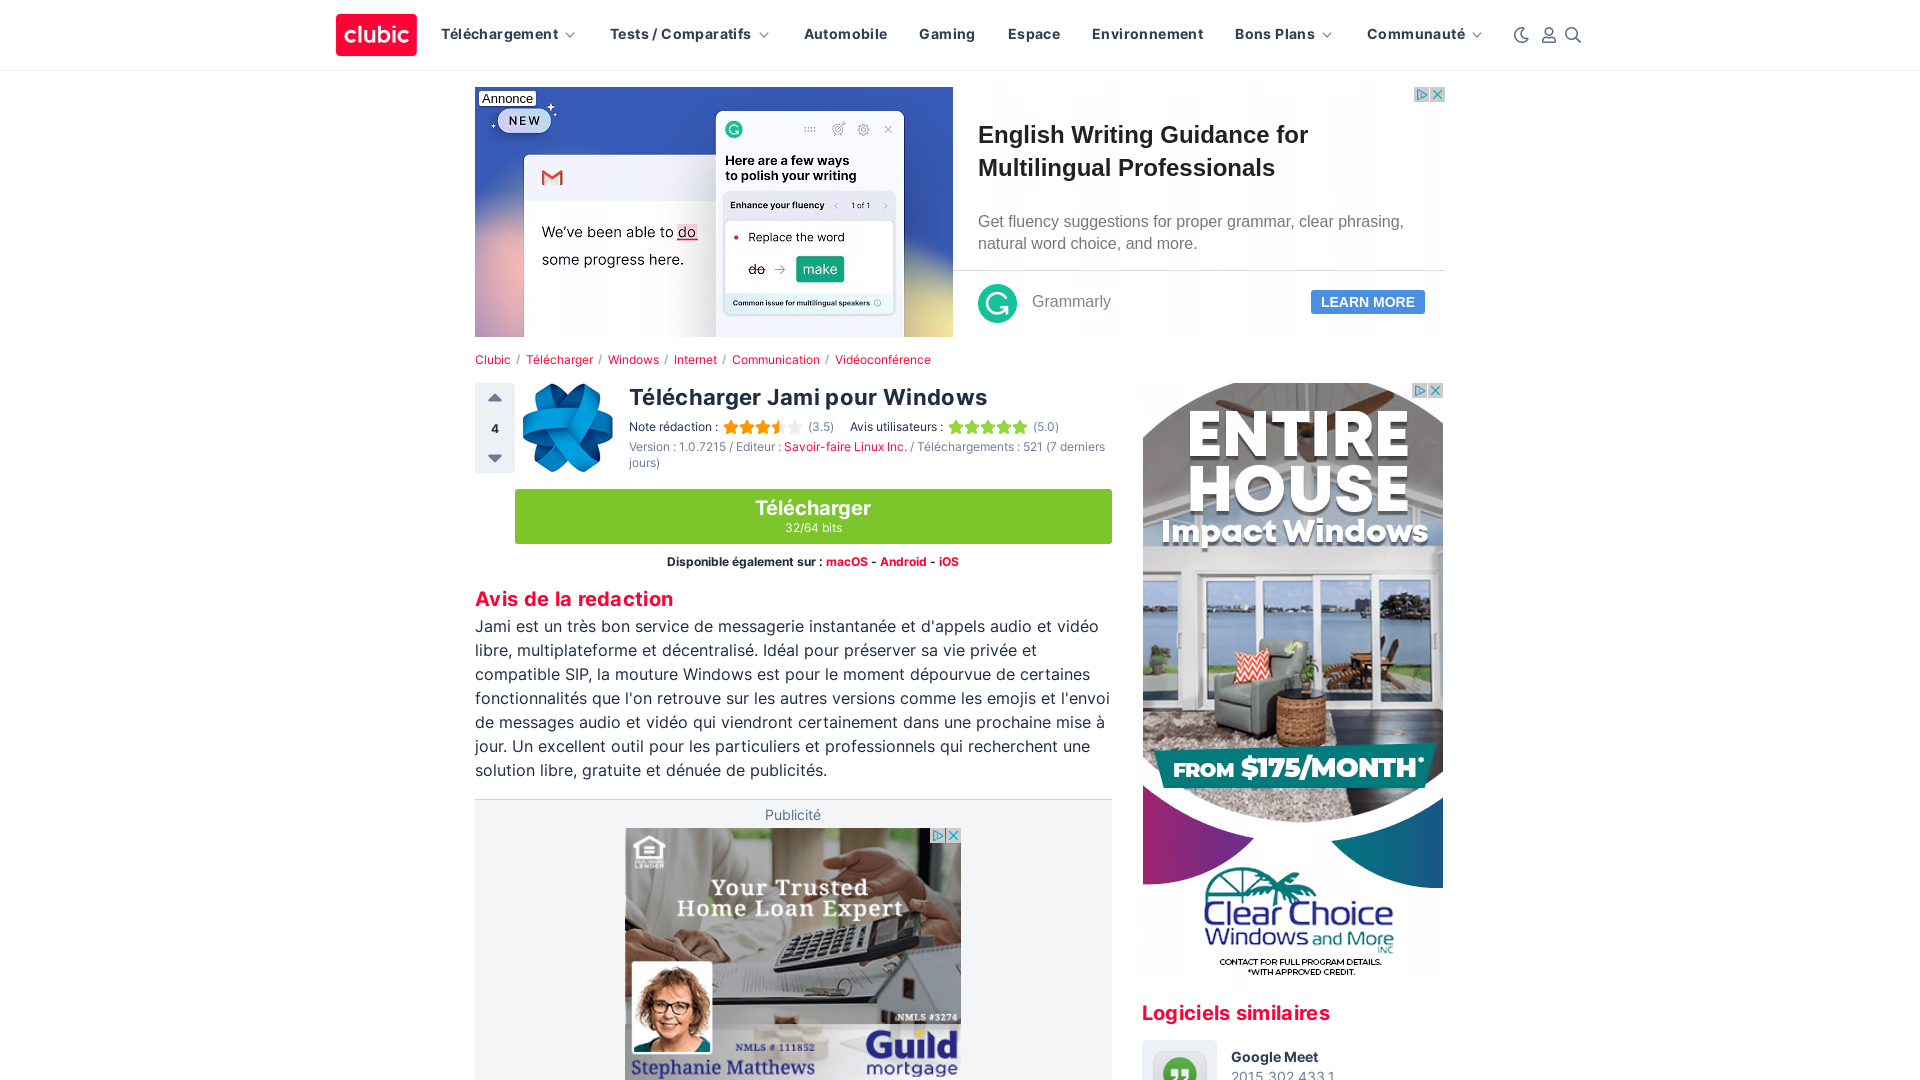 clubic
Téléchargement
Tests / Comparatifs
Automobile
Gaming
Espace
Environnement
Bons Plans
Communauté
Annonce
NEW
We've been able to do
some progress here.
Here are a few ways
to polish your writing
Enhance your fluency
1 of 1
Replace the word
do
make
Common issue for multilingual speakers
English Writing Guidance for
Multilingual Professionals
Get fluency suggestions for proper grammar, clear phrasing,
natural word choice, and more.
Grammarly
LEARN MORE
Clubic / Télécharger / Windows / Internet / Communication / Vidéoconférence
4
Télécharger Jami pour Windows
Note rédaction : (3.5) Avis utilisateurs : (5.0)
Version : 1.0.7215 / Editeur : Savoir-faire Linux Inc. / Téléchargements : 521 (7 derniers
jours)
Télécharger
32/64 bits
Disponible également sur : macOS - Android - iOS
Avis de la redaction
Jami est un très bon service de messagerie instantanée et d'appels audio et vidéo
libre, multiplateforme et décentralisé. Idéal pour préserver sa vie privée et
compatible SIP, la mouture Windows est pour le moment dépourvue de certaines
fonctionnalités que l'on retrouve sur les autres versions comme les emojis et l'envoi
de messages audio et vidéo qui viendront certainement dans une prochaine mise à
jour. Un excellent outil pour les particuliers et professionnels qui recherchent une
solution libre, gratuite et dénuée de publicités.
Publicité
Your Trusted
Home Loan Expert
NMLS #3274
NMLS # 111852
Stephanie Matthews
Guild
mortgage
ENTIRE
HOUSE
Impact Windows
FROM $175/MONTH*
Clear Choice
Windows and More
INC
CONTACT FOR FULL PROGRAM DETAILS.
*WITH APPROVED CREDIT.
Logiciels similaires
Google Meet
2015.302.433.1